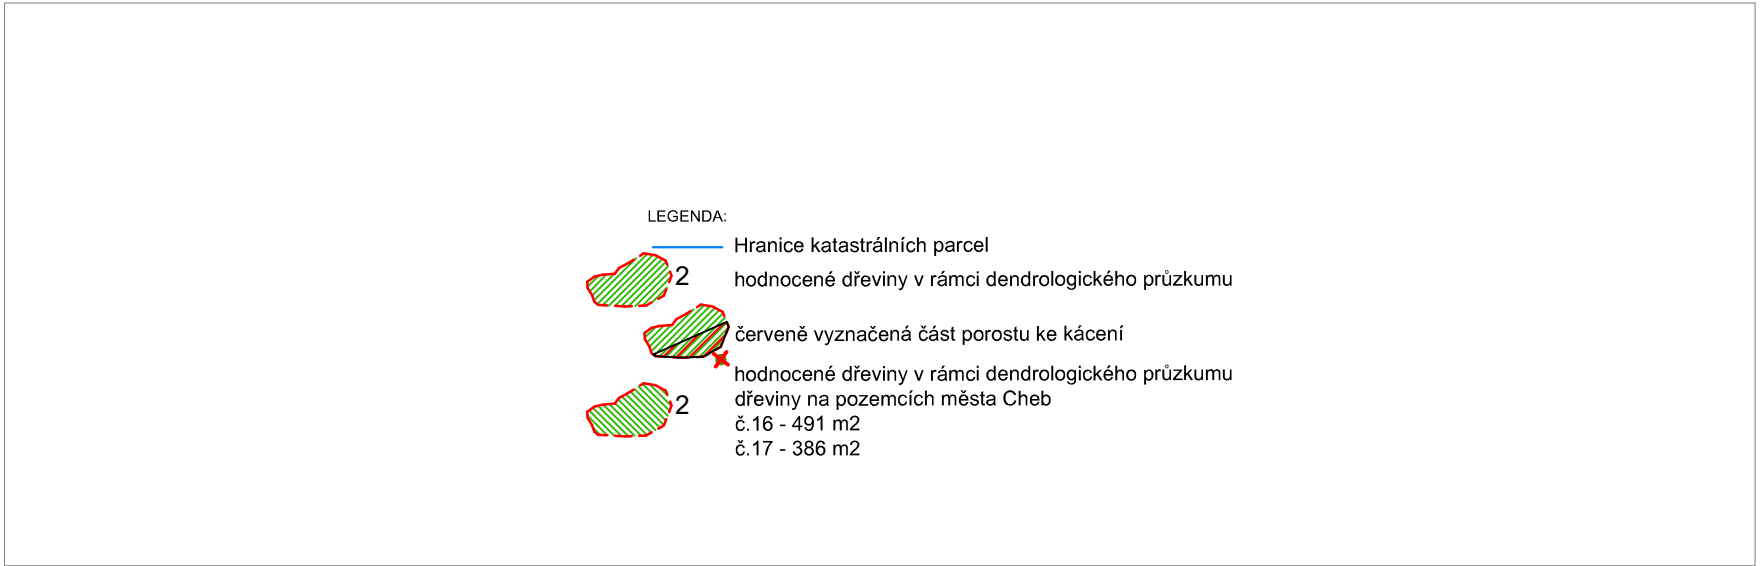 LEGENDA:
Hranice katastrálních parcel
2
hodnocené dřeviny v rámci dendrologického průzkumu
červeně vyznačená část porostu ke kácení
hodnocené dřeviny v rámci dendrologického průzkumu
2
dřeviny na pozemcích města Cheb
č.16 - 491 m2
č.17 - 386 m2